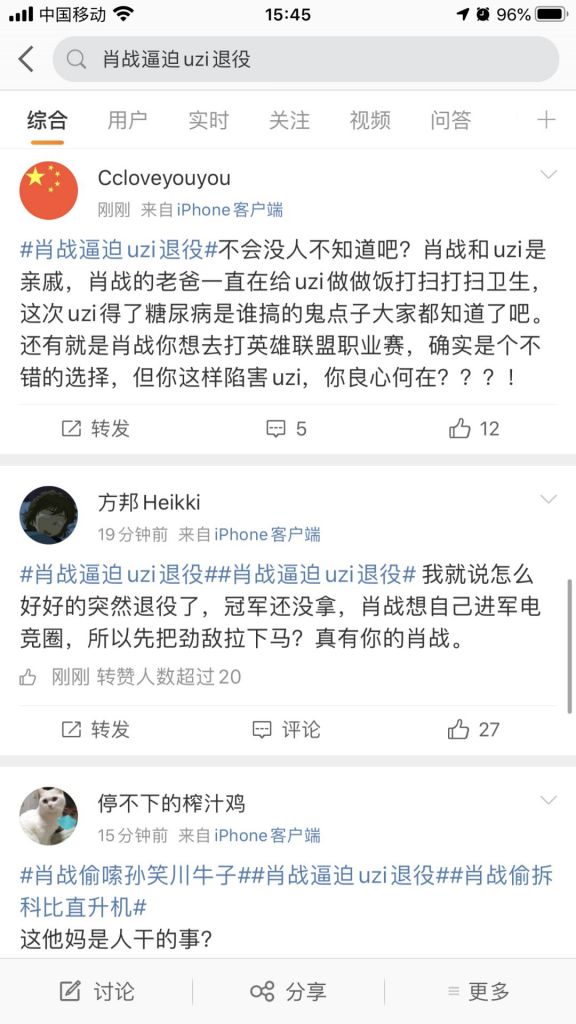 中国移动 15:45 96%
肖战逼迫uzi退役
综合 用户 实时 关注 视频 问答
Ccloveyouyou
刚刚 来自iPhone客户端
#肖战逼迫uzi退役#不会没人不知道吧？肖战和uzi是
亲戚，肖战的老爸一直在给uzi做做饭打扫打扫卫生，
这次uzi得了糖尿病是谁搞的鬼点子大家都知道了吧。
还有就是肖战你想去打英雄联盟职业赛，确实是个不
错的选择，但你这样陷害uzi，你良心何在？？？！
转发 5 12
方邦Heikki
19分钟前 来自iPhone客户端
#肖战逼迫uzi退役##肖战逼迫uzi退役# 我就说怎么
好好的突然退役了，冠军还没拿，肖战想自己进军电
竞圈，所以先把劲敌拉下马？真有你的肖战。
刚刚 转赞人数超过20
转发 评论 27
停不下的榨汁鸡
15分钟前 来自iPhone客户端
#肖战偷嗦孙笑川牛子##肖战逼迫uzi退役##肖战偷拆
科比直升机#
这他妈是人干的事？
讨论 分享 更多